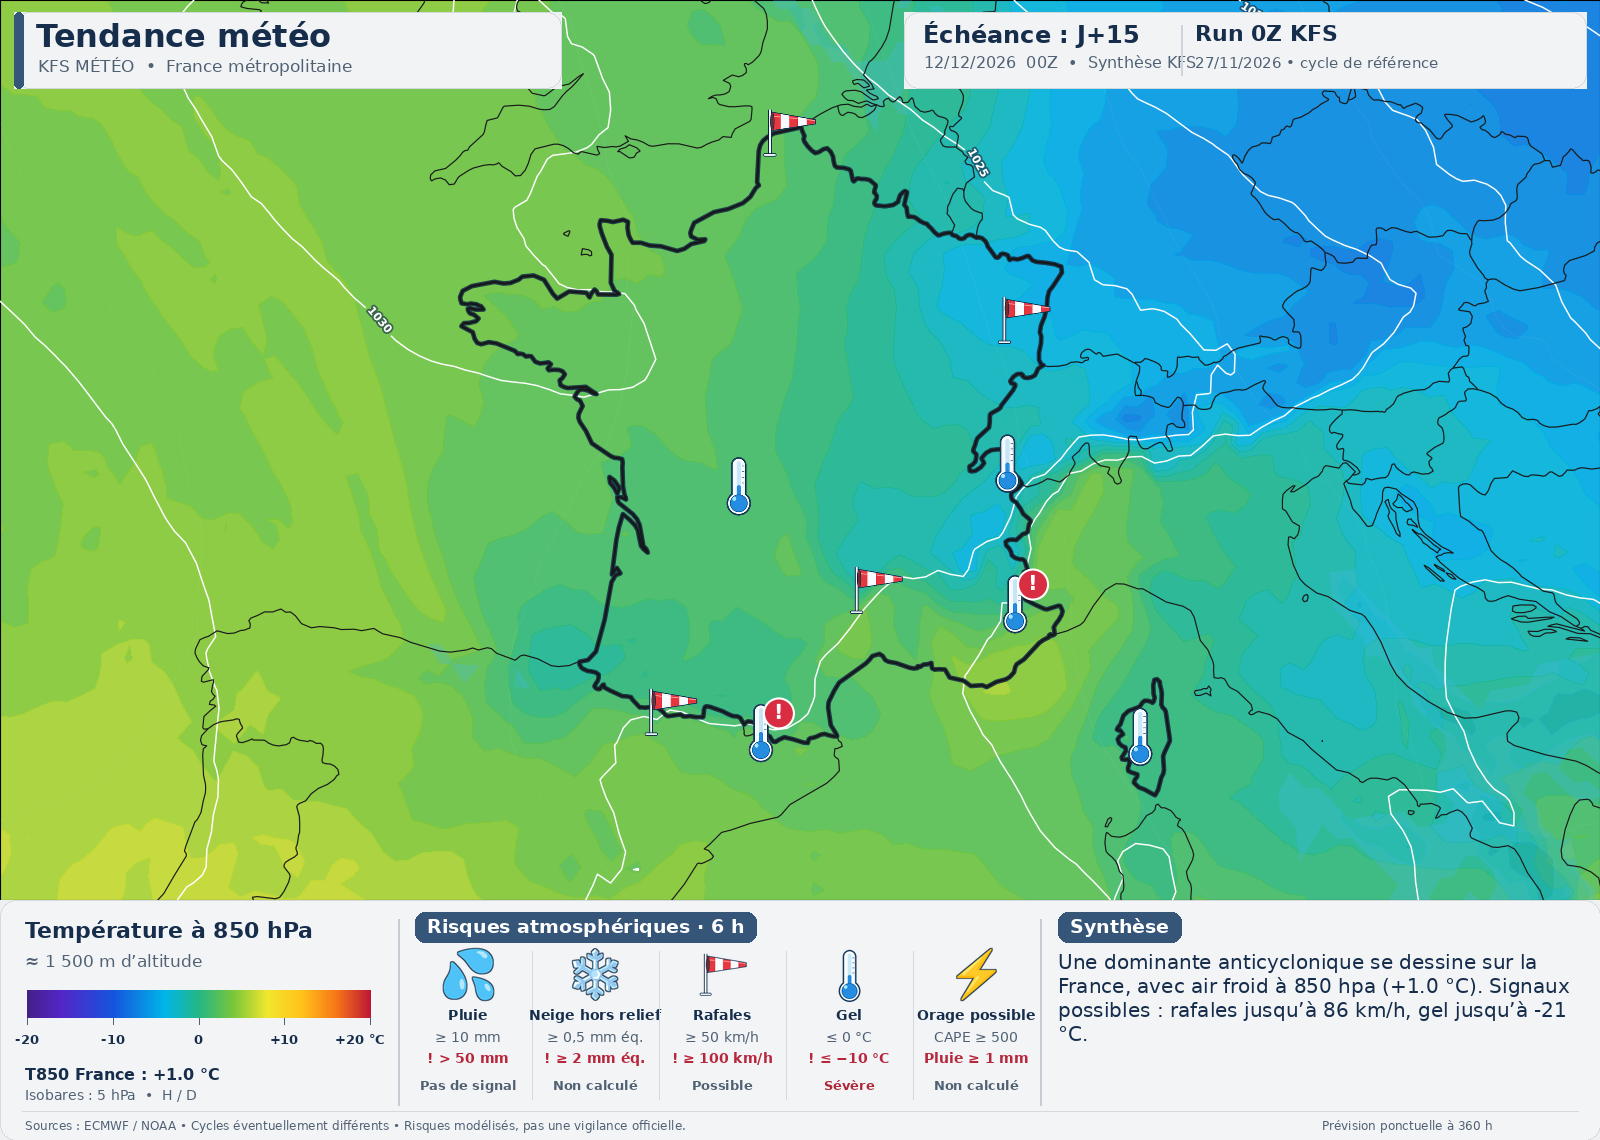 Tendance météo
KFS MÉTÉO • France métropolitaine
Échéance : J+15
12/12/2026 00Z • Synthèse KFS
Run 0Z KFS
27/11/2026 • cycle de référence
1025
1030
!
!
Température à 850 hPa
≈ 1 500 m d’altitude
-20 -10 0 +10 +20 °C
T850 France : +1.0 °C
Isobares : 5 hPa • H / D
Risques atmosphériques · 6 h
Pluie
≥ 10 mm
! > 50 mm
Pas de signal
Neige hors relief
≥ 0,5 mm éq.
! ≥ 2 mm éq.
Non calculé
Rafales
≥ 50 km/h
! ≥ 100 km/h
Possible
Gel
≤ 0 °C
! ≤ −10 °C
Sévère
Orage possible
CAPE ≥ 500
Pluie ≥ 1 mm
Non calculé
Synthèse
Une dominante anticyclonique se dessine sur la
France, avec air froid à 850 hpa (+1.0 °C). Signaux
possibles : rafales jusqu’à 86 km/h, gel jusqu’à -21
°C.
Sources : ECMWF / NOAA • Cycles éventuellement différents • Risques modélisés, pas une vigilance officielle.
Prévision ponctuelle à 360 h